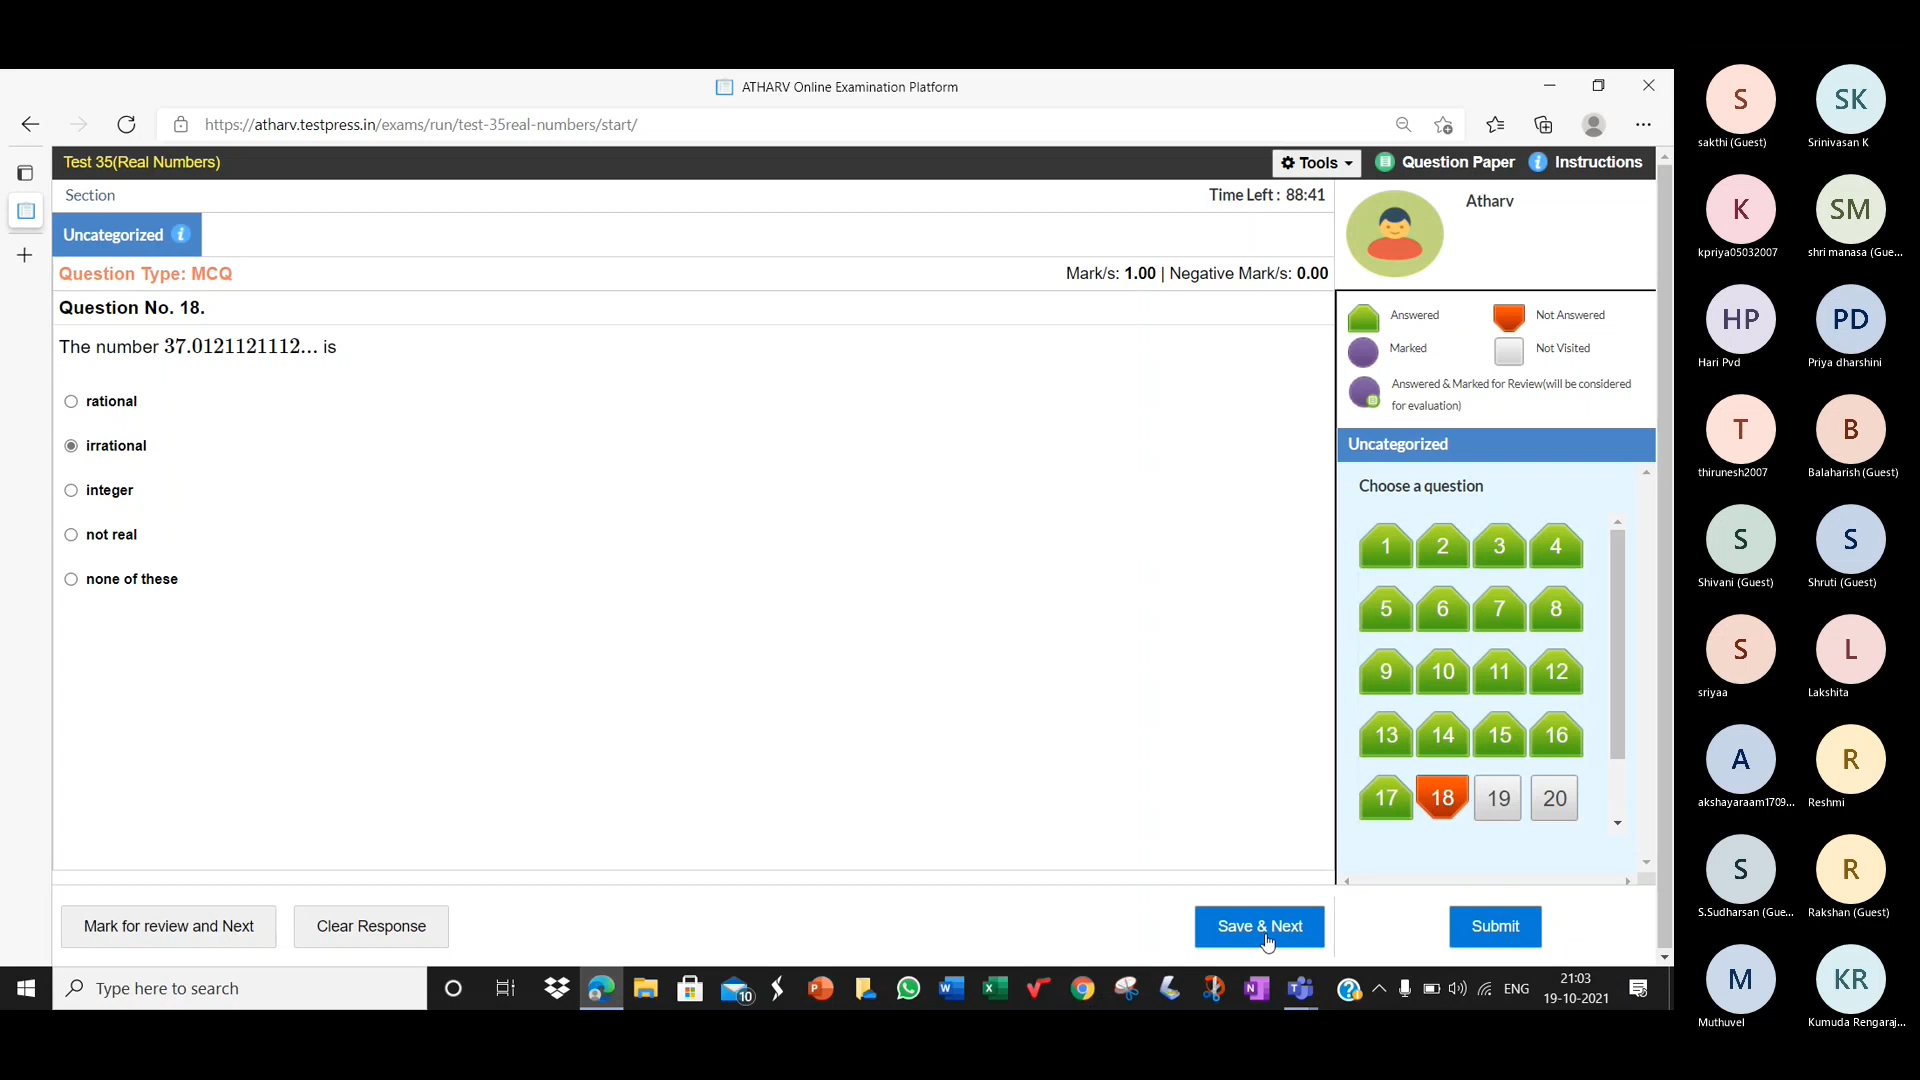 ATHARV Online Examination Platform
https://atharv.testpress.in/exams/run/test-35real-numbers/start/
Test 35(Real Numbers)
Tools
Question Paper
Instructions
Section
Time Left : 88:41
Atharv
Uncategorized
Question Type: MCQ
Mark/s: 1.00 | Negative Mark/s: 0.00
Question No. 18.
The number 37.0121121112... is
rational
irrational
integer
not real
none of these
Answered
Not Answered
Marked
Not Visited
Answered & Marked for Review(will be considered
for evaluation)
Uncategorized
Choose a question
1 2 3 4
5 6 7 8
9 10 11 12
13 14 15 16
17 18 19 20
Mark for review and Next
Clear Response
Save & Next
Submit
Type here to search
10
ENG
21:03
19-10-2021
S
sakthi (Guest)
SK
Srinivasan K
K
kpriya05032007
SM
shri manasa (Gue...
HP
Hari Pvd
PD
Priya dharshini
T
thirunesh2007
B
Balaharish (Guest)
S
Shivani (Guest)
S
Shruti (Guest)
S
sriyaa
L
Lakshita
A
akshayaraam1709...
R
Reshmi
S
S.Sudharsan (Gue...
R
Rakshan (Guest)
M
Muthuvel
KR
Kumuda Rengaraj...